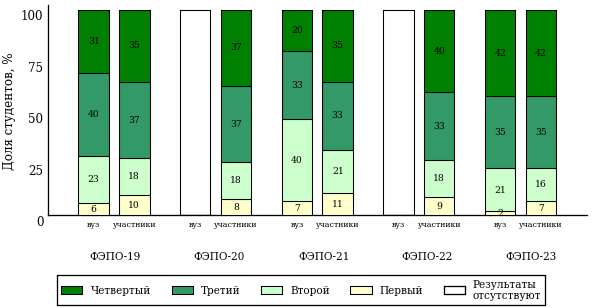 Доля студентов, %
100
75
50
25
0
31 35 37 20 35 40 42 42
40 37 37 33 33 33 35 35
23 18 18 40 21 18 21 16
6 10 8 7 11 9 2 7
вуз участники вуз участники вуз участники вуз участники вуз участники
ФЭПО-19 ФЭПО-20 ФЭПО-21 ФЭПО-22 ФЭПО-23
Четвертый Третий Второй Первый Результаты
отсутствуют